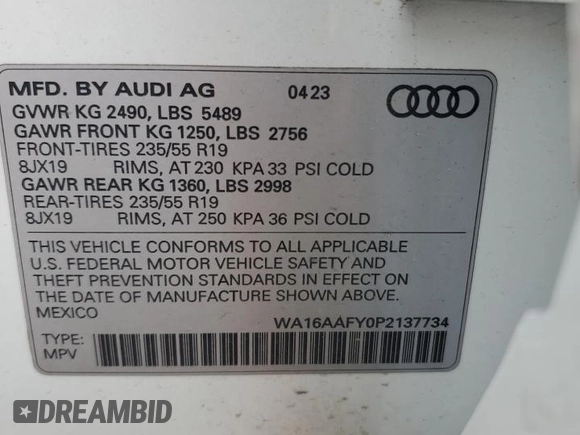 MFD. BY AUDI AG 0423
GVWR KG 2490, LBS 5489
GAWR FRONT KG 1250, LBS 2756
FRONT-TIRES 235/55 R19
8JX19 RIMS, AT 230 KPA 33 PSI COLD
GAWR REAR KG 1360, LBS 2998
REAR-TIRES 235/55 R19
8JX19 RIMS, AT 250 KPA 36 PSI COLD
THIS VEHICLE CONFORMS TO ALL APPLICABLE
U.S. FEDERAL MOTOR VEHICLE SAFETY AND
THEFT PREVENTION STANDARDS IN EFFECT ON
THE DATE OF MANUFACTURE SHOWN ABOVE.
MEXICO
WA16AAFY0P2137734
TYPE:
MPV
DREAMBID